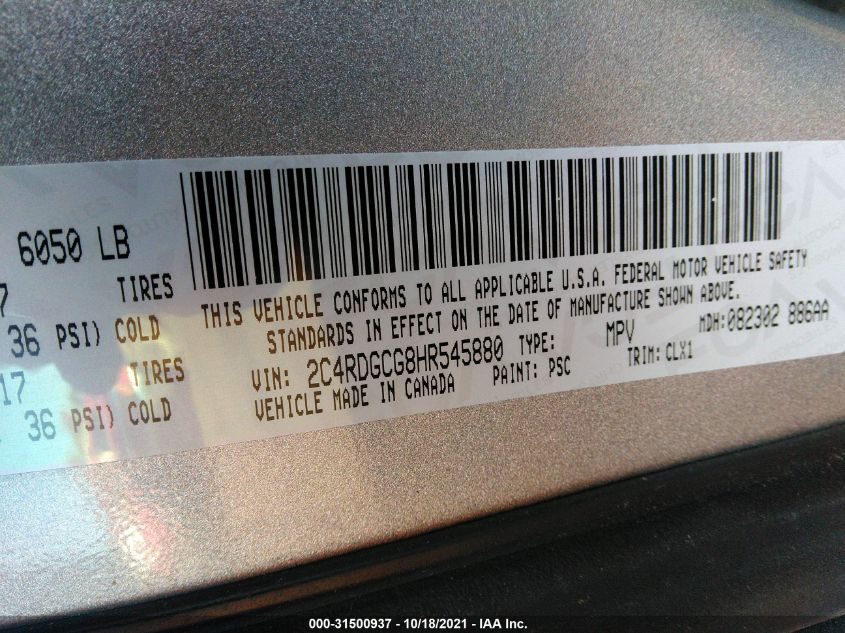 6050 LB
7 TIRES
36 PSI) COLD
17 TIRES
36 PSI) COLD
THIS VEHICLE CONFORMS TO ALL APPLICABLE U.S.A. FEDERAL MOTOR VEHICLE SAFETY
STANDARDS IN EFFECT ON THE DATE OF MANUFACTURE SHOWN ABOVE.
VIN: 2C4RDGCG8HR545880 TYPE: MPV MDH:082302 886AA
VEHICLE MADE IN CANADA PAINT: PSC TRIM: CLX1
000-31500937 - 10/18/2021 - IAA Inc.